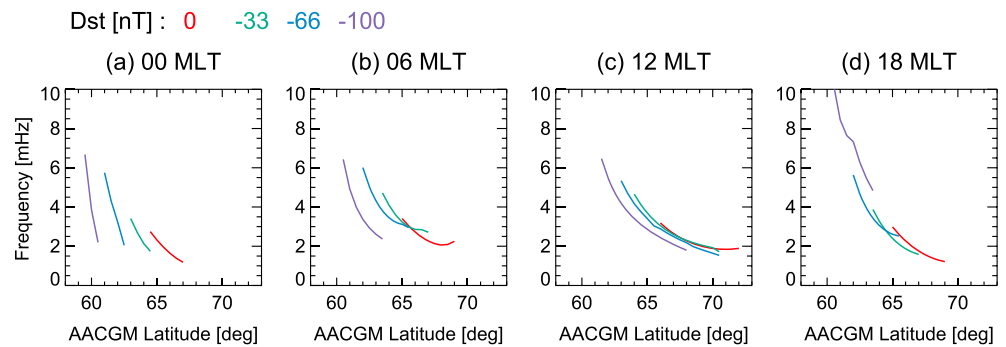 Dst [nT] : 0 -33 -66 -100
(a) 00 MLT (b) 06 MLT (c) 12 MLT (d) 18 MLT
10 10 10 10
8 8 8 8
6 6 6 6
4 4 4 4
2 2 2 2
0 0 0 0
Frequency [mHz]
60 65 70 60 65 70 60 65 70 60 65 70
AACGM Latitude [deg] AACGM Latitude [deg] AACGM Latitude [deg] AACGM Latitude [deg]